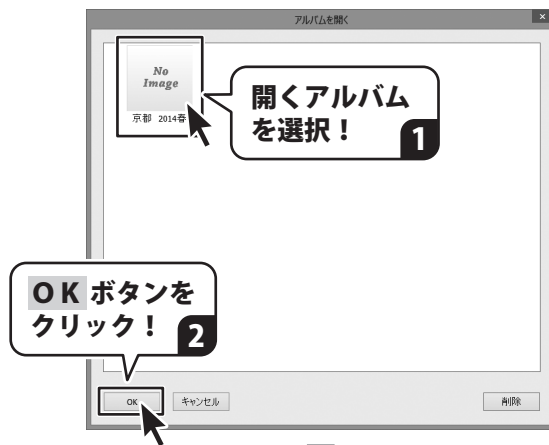 アルバムを開く
×
No
Image
京都 2014春
開くアルバム
を選択！
1
OK ボタンを
クリック！
2
OK
キャンセル
削除